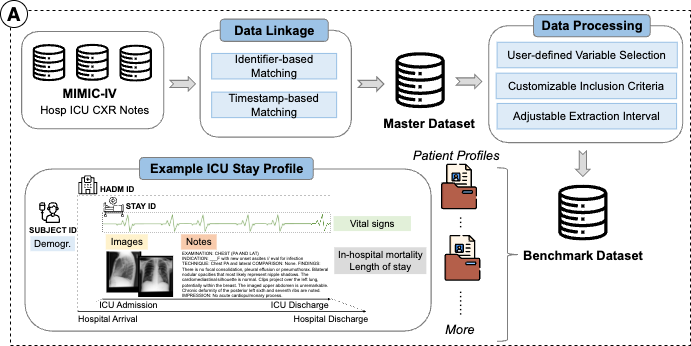 A
MIMIC-IV
Hosp ICU CXR Notes
Data Linkage
Identifier-based
Matching
Timestamp-based
Matching
Master Dataset
Data Processing
User-defined Variable Selection
Customizable Inclusion Criteria
Adjustable Extraction Interval
Benchmark Dataset
Patient Profiles
More
Example ICU Stay Profile
HADM ID
STAY ID
SUBJECT ID
Demogr.
Vital signs
Images
Notes
EXAMINATION: CHEST (PA AND LAT)
INDICATION: ___F with new onset ascites // eval for infection
TECHNIQUE: Chest PA and lateral COMPARISON: None. FINDINGS:
There is no focal consolidation, pleural effusion or pneumothorax. Bilateral
nodular opacities that most likely represent nipple shadows. The
cardiomediastinal silhouette is normal. Clips project over the left lung,
potentially within the breast. The imaged upper abdomen is unremarkable.
Chronic deformity of the posterior left sixth and seventh ribs are noted.
IMPRESSION: No acute cardiopulmonary process.
In-hospital mortality
Length of stay
ICU Admission
ICU Discharge
Hospital Arrival
Hospital Discharge